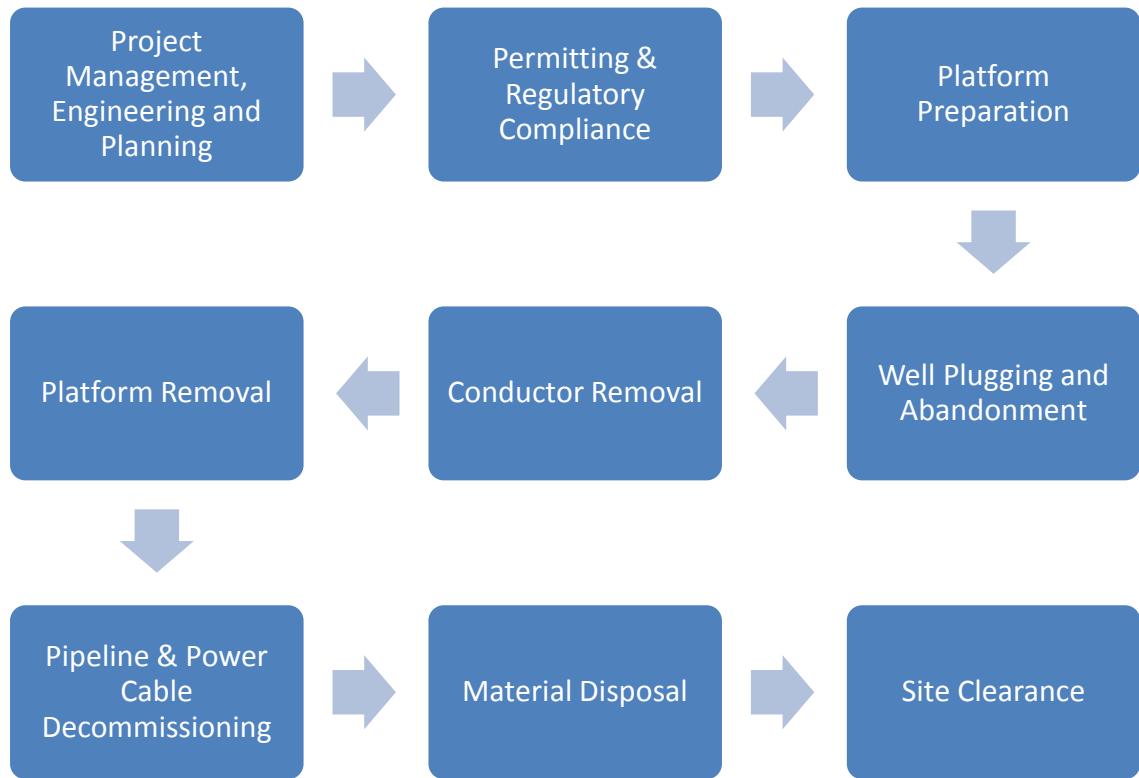 Project
Management,
Engineering and
Planning
Permitting &
Regulatory
Compliance
Platform
Preparation
Platform Removal
Conductor Removal
Well Plugging and
Abandonment
Pipeline & Power
Cable
Decommissioning
Material Disposal
Site Clearance